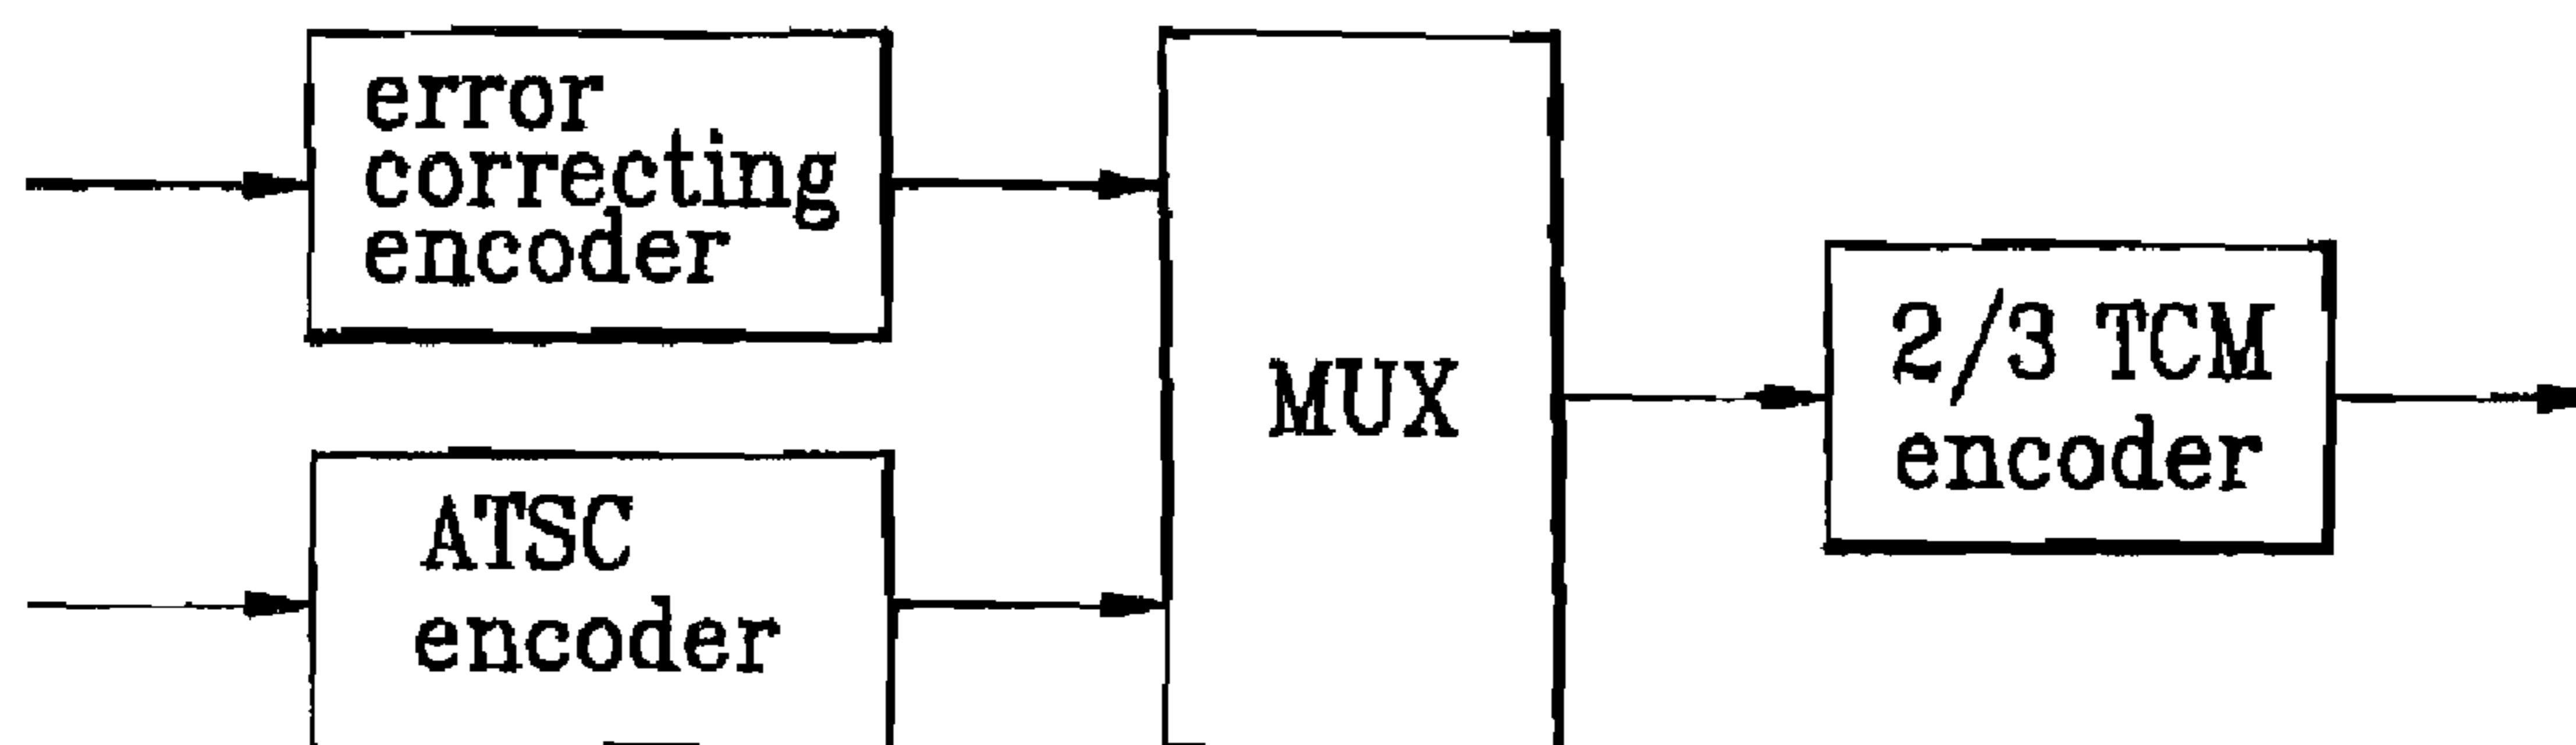 error
correcting
encoder
ATSC
encoder
MUX
2/3 TCM
encoder